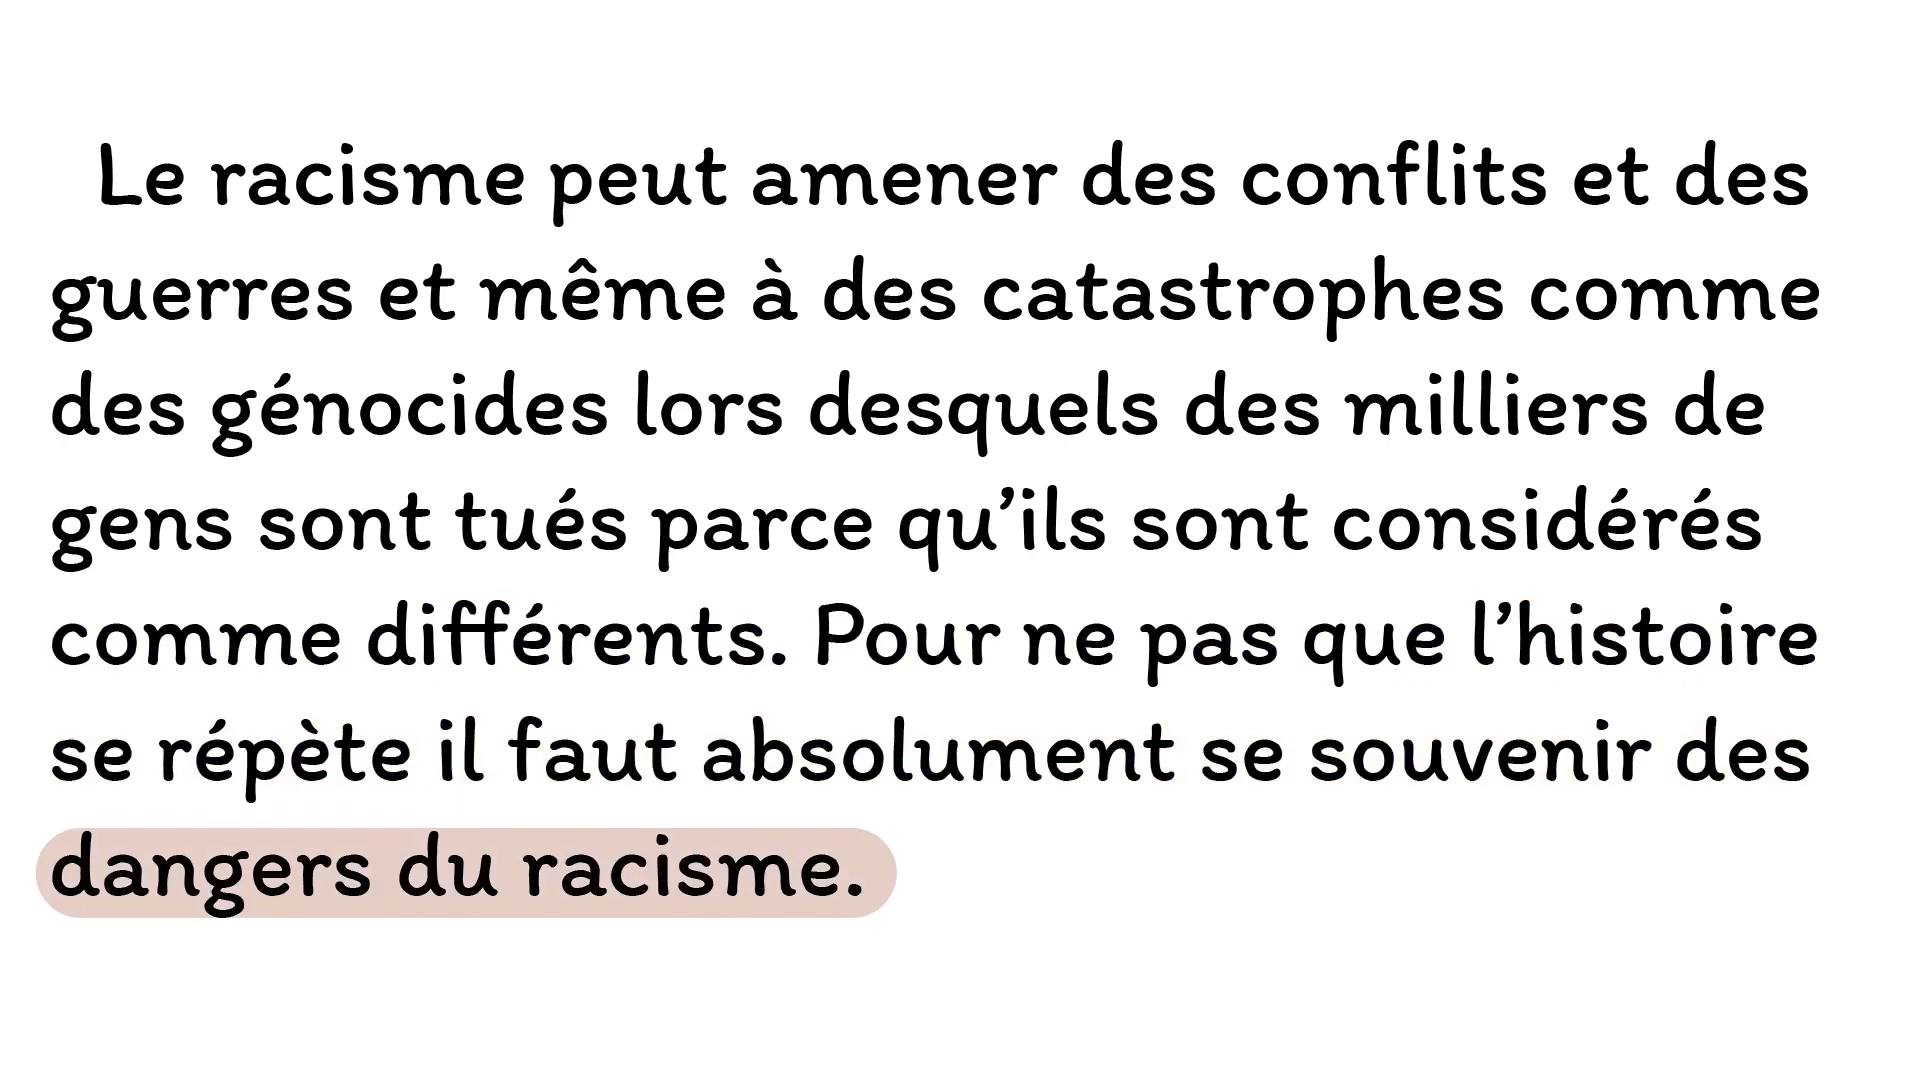 Le racisme peut amener des conflits et des
guerres et même à des catastrophes comme
des génocides lors desquels des milliers de
gens sont tués parce qu’ils sont considérés
comme différents. Pour ne pas que l’histoire
se répète il faut absolument se souvenir des
dangers du racisme.